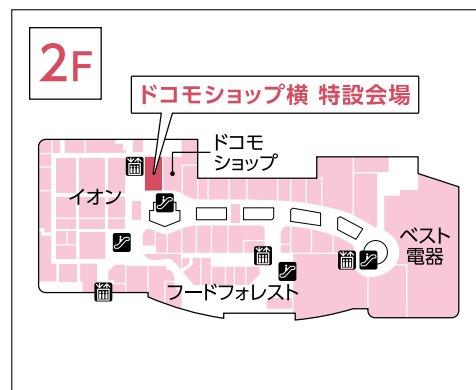 2F
ドコモショップ横 特設会場
ドコモ
ショップ
イオン
ベスト
電器
フードフォレスト